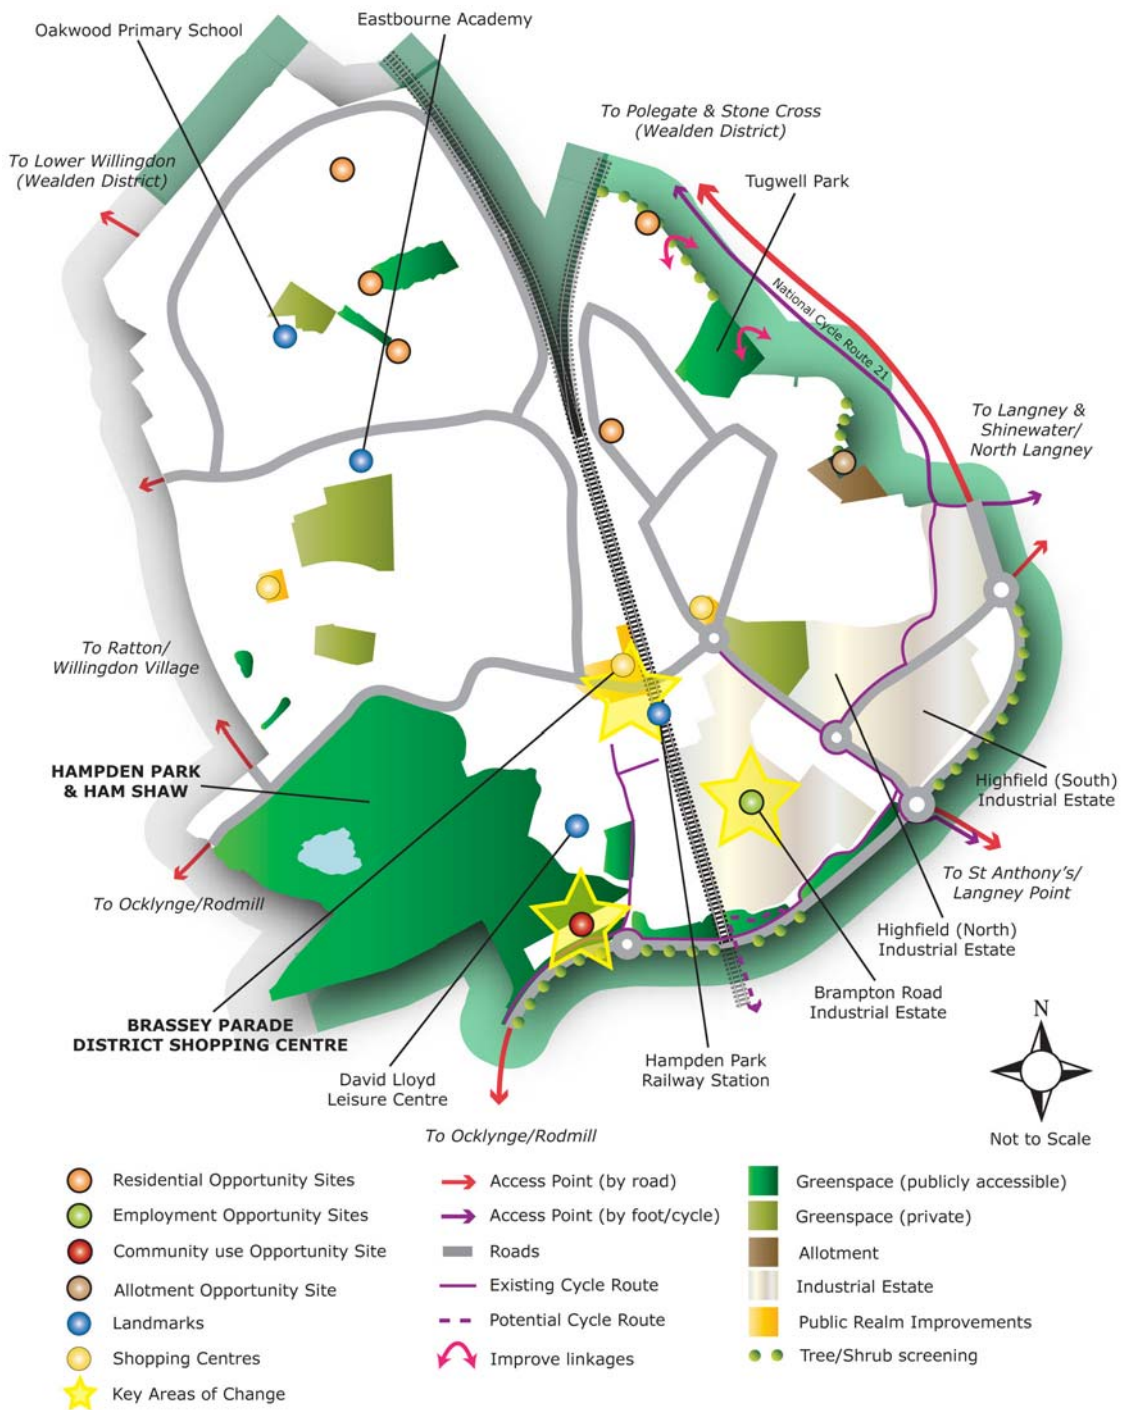 Eastbourne Academy
Oakwood Primary School
To Polegate & Stone Cross
(Wealden District)
To Lower Willingdon
(Wealden District)
Tugwell Park
National Cycle Route 21
To Langney &
Shinewater/
North Langney
To Ratton/
Willingdon Village
HAMPDEN PARK
& HAM SHAW
Highfield (South)
Industrial Estate
To St Anthony's/
Langney Point
To Ocklynge/Rodmill
Highfield (North)
Industrial Estate
Brampton Road
Industrial Estate
BRASSEY PARADE
DISTRICT SHOPPING CENTRE
Hampden Park
Railway Station
David Lloyd
Leisure Centre
To Ocklynge/Rodmill
N
Not to Scale
Residential Opportunity Sites
Employment Opportunity Sites
Community use Opportunity Site
Allotment Opportunity Site
Landmarks
Shopping Centres
Key Areas of Change
Access Point (by road)
Access Point (by foot/cycle)
Roads
Existing Cycle Route
Potential Cycle Route
Improve linkages
Greenspace (publicly accessible)
Greenspace (private)
Allotment
Industrial Estate
Public Realm Improvements
Tree/Shrub screening